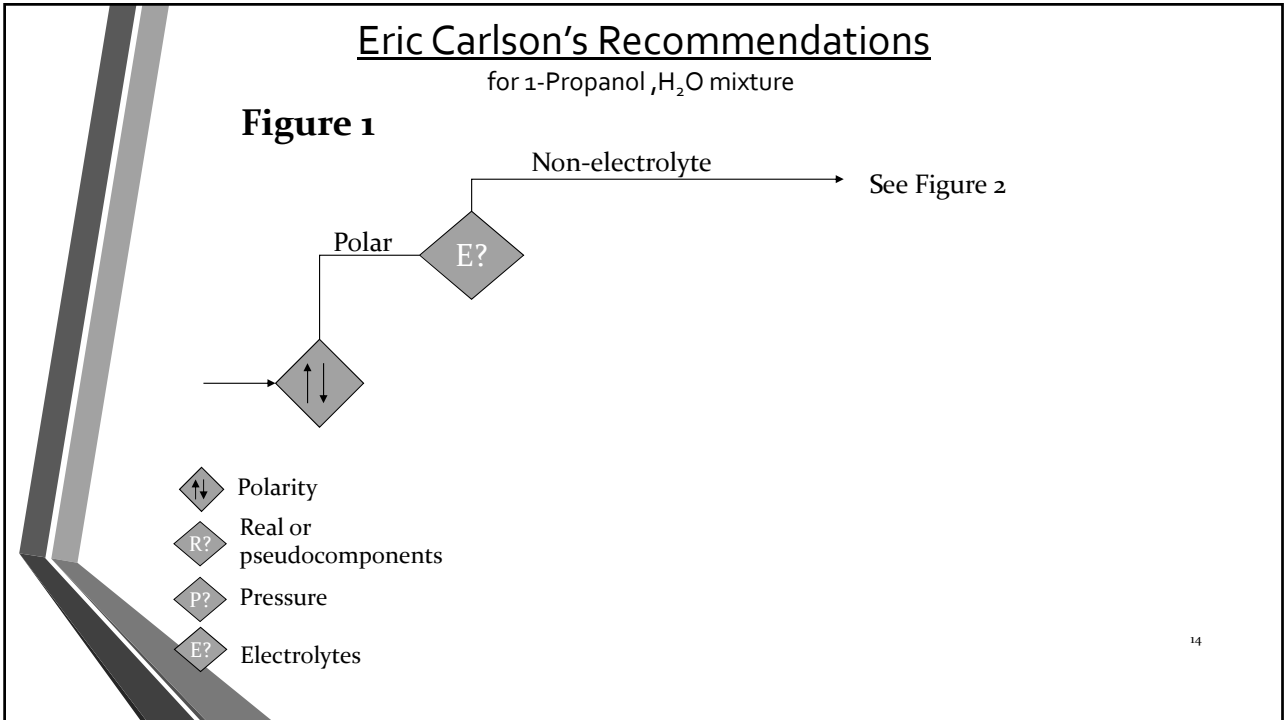 Eric Carlson’s Recommendations
for 1-Propanol ,H₂O mixture
Figure 1
Non-electrolyte
See Figure 2
Polar
E?
Polarity
R?
Real or
pseudocomponents
P?
Pressure
E?
Electrolytes
14